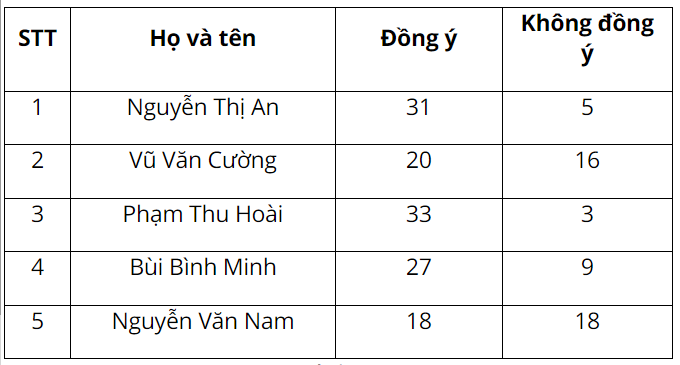 STT Họ và tên Đồng ý Không đồng ý
1 Nguyễn Thị An 31 5
2 Vũ Văn Cường 20 16
3 Phạm Thu Hoài 33 3
4 Bùi Bình Minh 27 9
5 Nguyễn Văn Nam 18 18